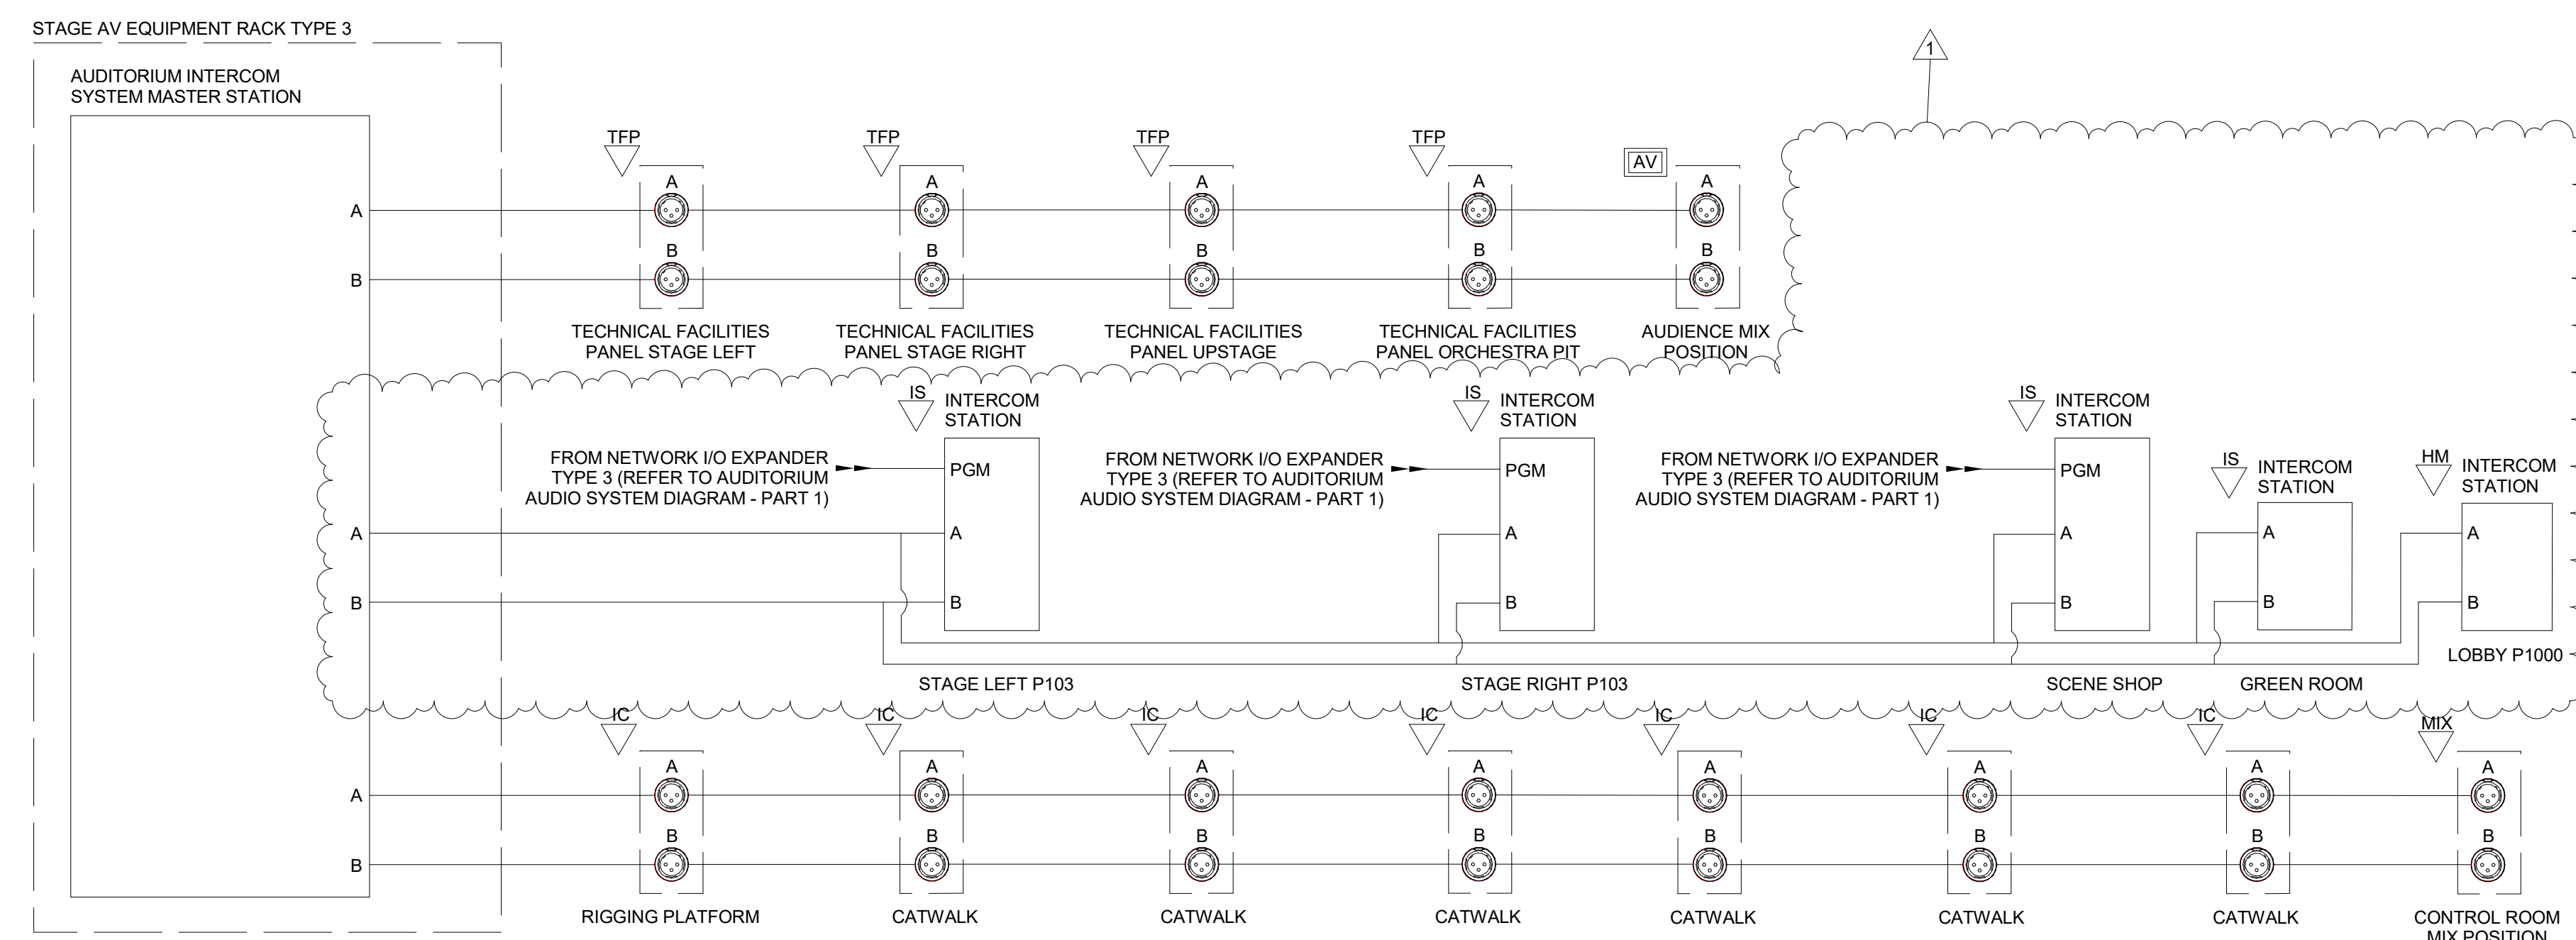 STAGE AV EQUIPMENT RACK TYPE 3
AUDITORIUM INTERCOM
SYSTEM MASTER STATION
1
TFP
TFP
TFP
TFP
AV
A
A
A
A
A
A
B
B
B
B
B
B
TECHNICAL FACILITIES
PANEL STAGE LEFT
TECHNICAL FACILITIES
PANEL STAGE RIGHT
TECHNICAL FACILITIES
PANEL UPSTAGE
TECHNICAL FACILITIES
PANEL ORCHESTRA PIT
AUDIENCE MIX
POSITION
IS
INTERCOM
STATION
FROM NETWORK I/O EXPANDER
TYPE 3 (REFER TO AUDITORIUM
AUDIO SYSTEM DIAGRAM - PART 1)
PGM
A
A
B
B
STAGE LEFT P103
IS
INTERCOM
STATION
FROM NETWORK I/O EXPANDER
TYPE 3 (REFER TO AUDITORIUM
AUDIO SYSTEM DIAGRAM - PART 1)
PGM
A
B
STAGE RIGHT P103
IS
INTERCOM
STATION
FROM NETWORK I/O EXPANDER
TYPE 3 (REFER TO AUDITORIUM
AUDIO SYSTEM DIAGRAM - PART 1)
PGM
A
B
SCENE SHOP
IS
INTERCOM
STATION
A
B
GREEN ROOM
HM
INTERCOM
STATION
A
B
LOBBY P1000
IC
IC
IC
IC
IC
IC
IC
MIX
A
A
A
A
A
A
A
A
A
B
B
B
B
B
B
B
B
B
RIGGING PLATFORM
CATWALK
CATWALK
CATWALK
CATWALK
CATWALK
CATWALK
CONTROL ROOM
MIX POSITION